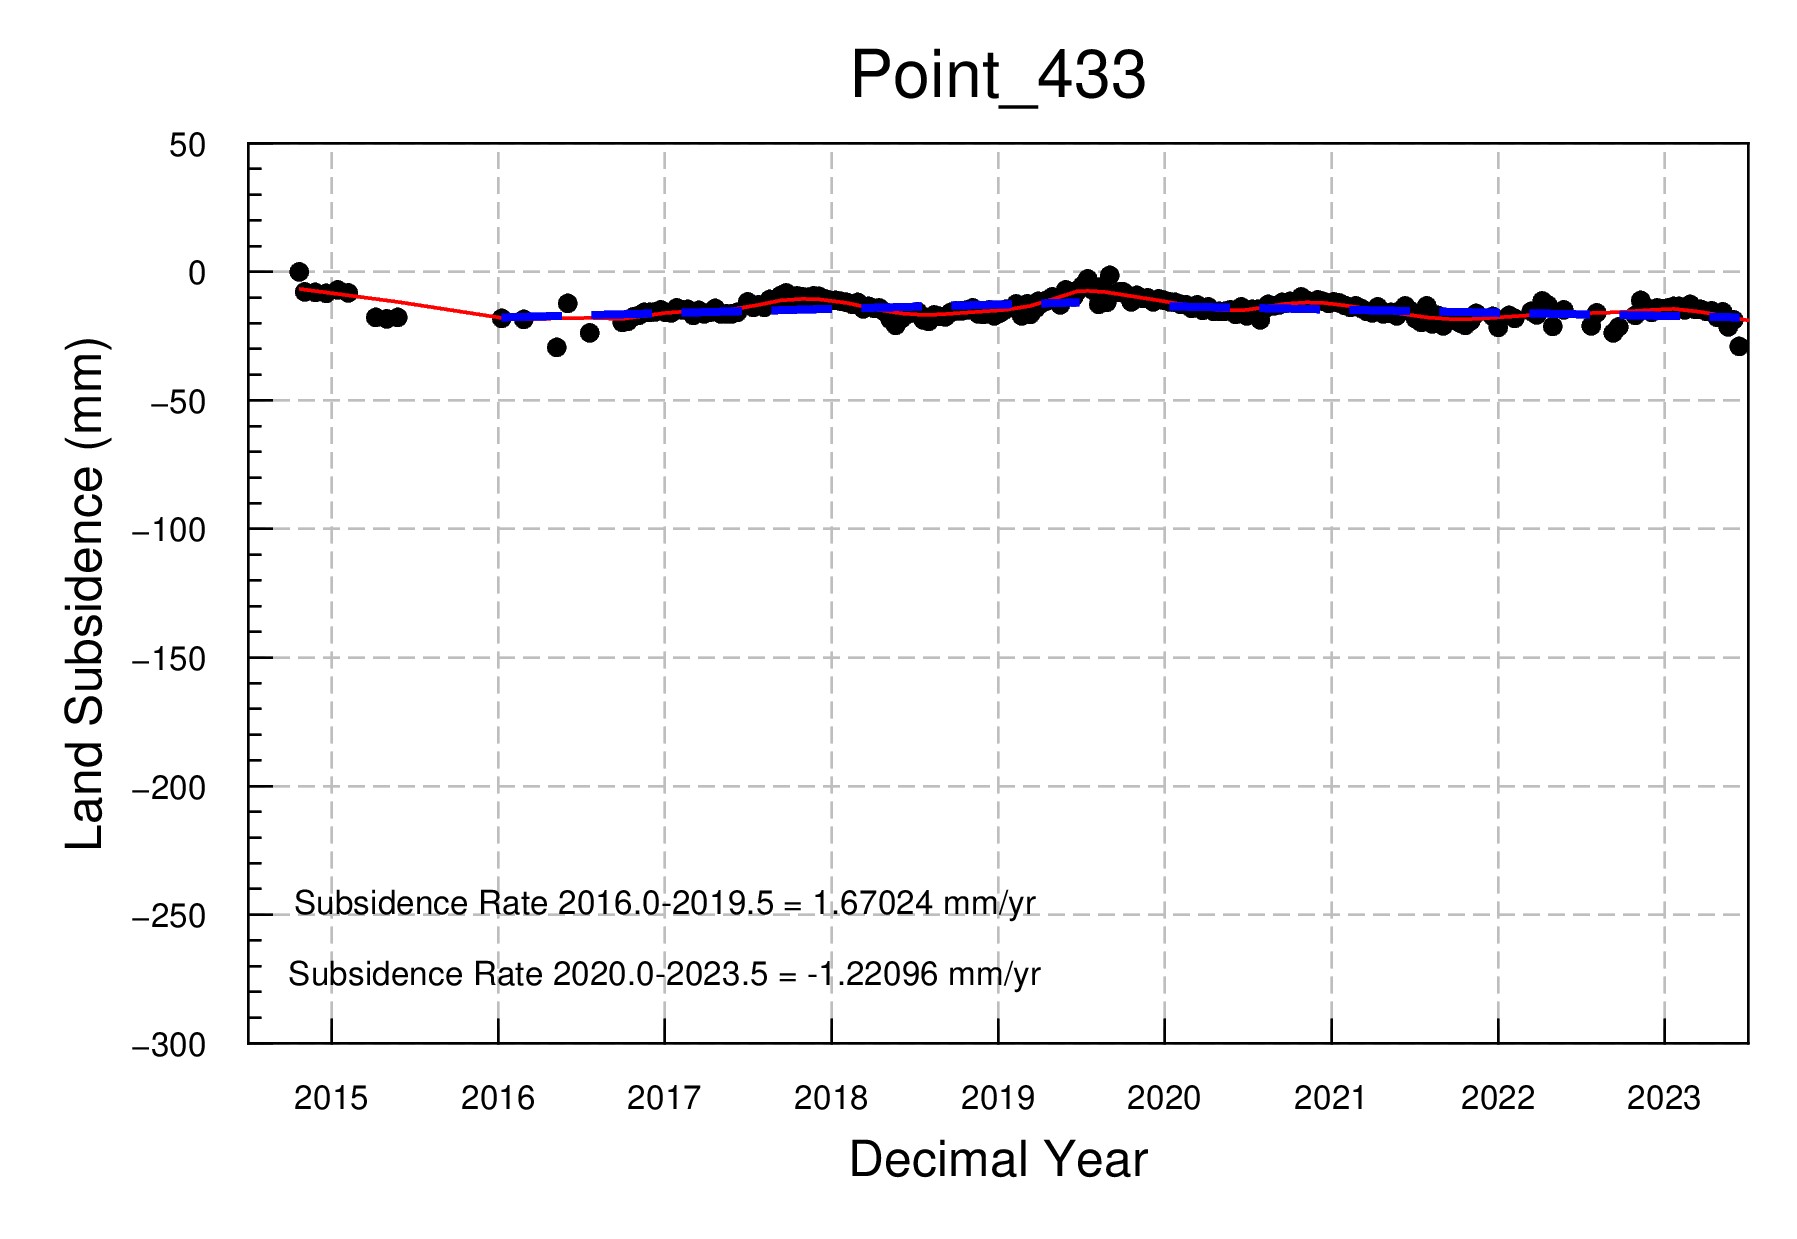 Point_433
50
0
−50
−100
−150
−200
−250
−300
Land Subsidence (mm)
Subsidence Rate 2016.0-2019.5 = 1.67024 mm/yr
Subsidence Rate 2020.0-2023.5 = -1.22096 mm/yr
2015 2016 2017 2018 2019 2020 2021 2022 2023
Decimal Year